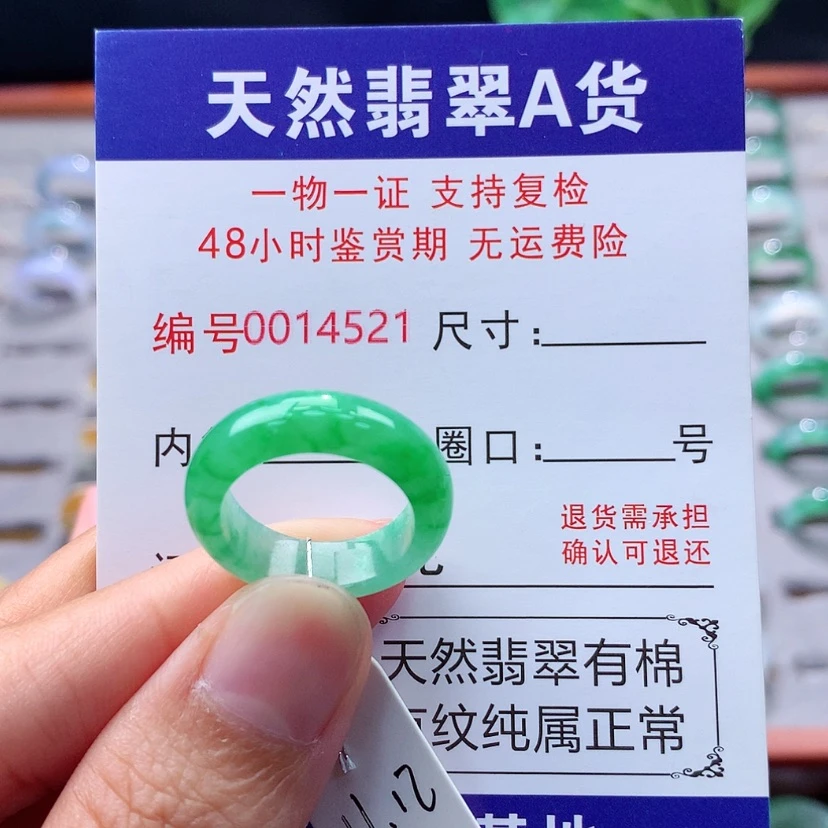 天然翡翠A货
一物一证 支持复检
48小时鉴赏期 无运费险
编号0014521 尺寸:
内 圈口: 号
退货需承担
确认可退还
天然翡翠有棉
纹纯属正常